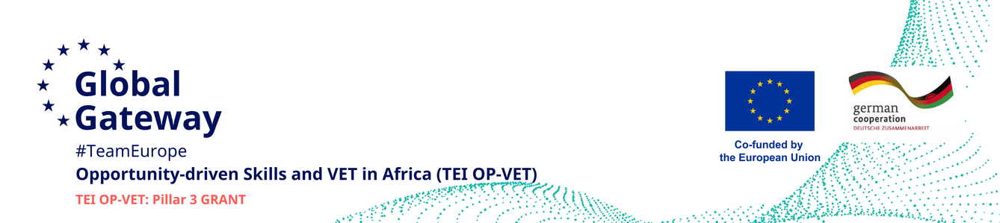 Global
Gateway
#TeamEurope
Opportunity-driven Skills and VET in Africa (TEI OP-VET)
TEI OP-VET: Pillar 3 GRANT
Co-funded by
the European Union
german
cooperation
DEUTSCHE ZUSAMMENARBEIT